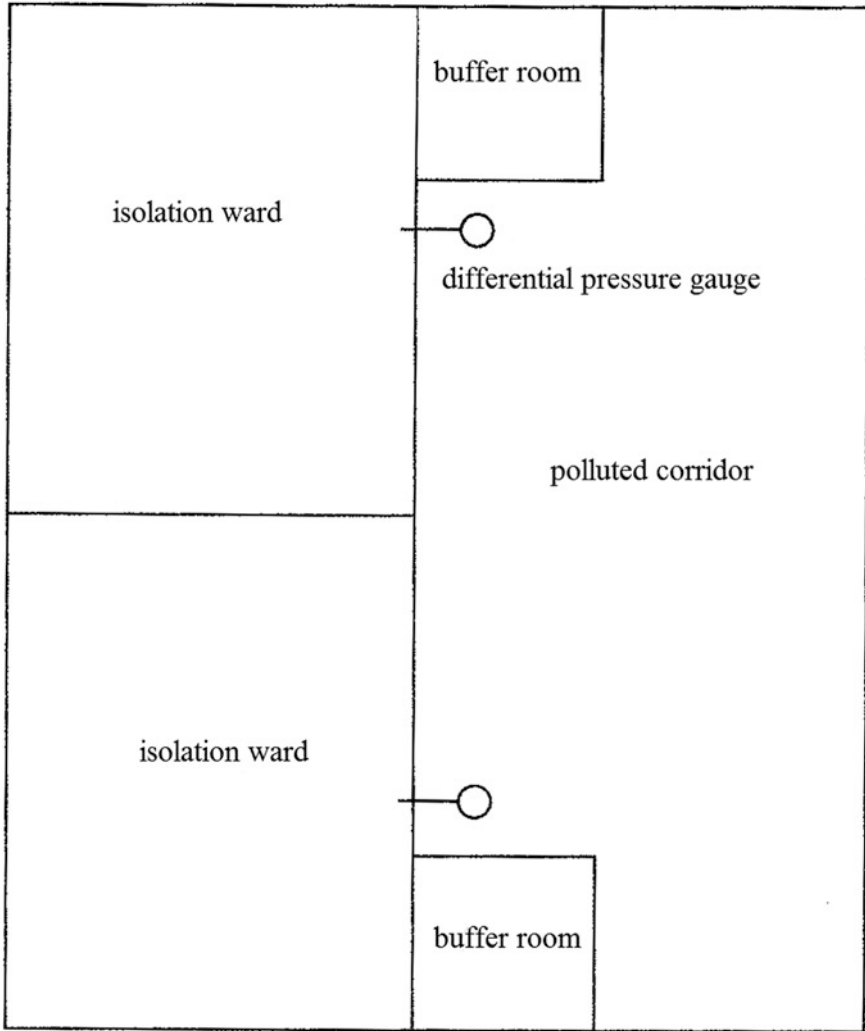 buffer room
isolation ward
differential pressure gauge
polluted corridor
isolation ward
buffer room